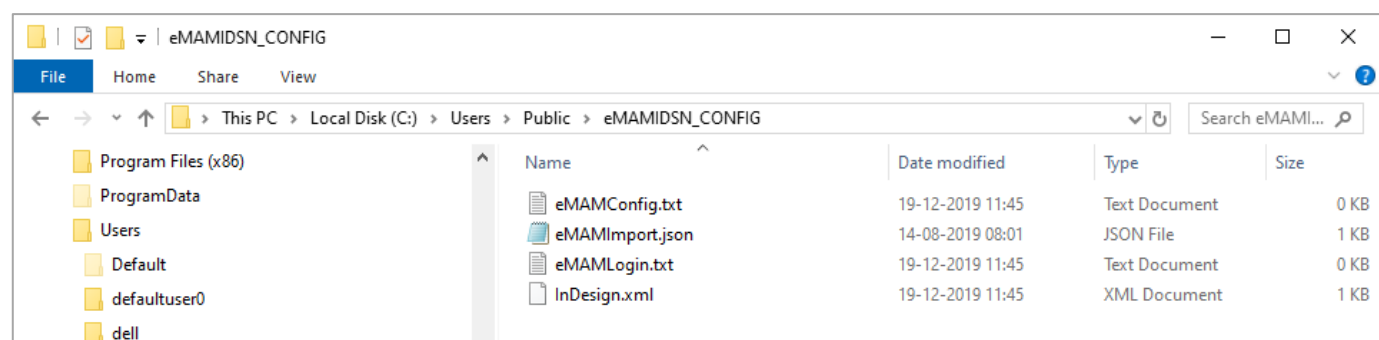 eMAMIDSN_CONFIG
File Home Share View
This PC > Local Disk (C:) > Users > Public > eMAMIDSN_CONFIG Search eMAMI...
Program Files (x86)
ProgramData
Users
Default
defaultuser0
dell
Name Date modified Type Size
eMAMConfig.txt 19-12-2019 11:45 Text Document 0 KB
eMAMImport.json 14-08-2019 08:01 JSON File 1 KB
eMAMLogin.txt 19-12-2019 11:45 Text Document 0 KB
InDesign.xml 19-12-2019 11:45 XML Document 1 KB